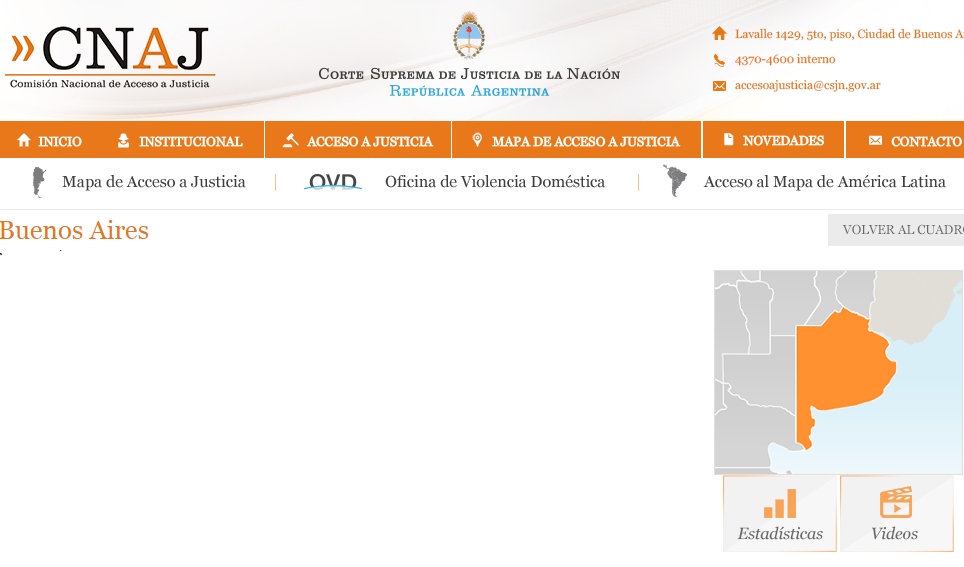 CNAJ
Comisión Nacional de Acceso a Justicia
Corte Suprema de Justicia de la Nación
República Argentina
Lavalle 1429, 5to, piso, Ciudad de Buenos A
4370-4600 interno
accesoajusticia@csjn.gov.ar
INICIO
INSTITUCIONAL
ACCESO A JUSTICIA
MAPA DE ACCESO A JUSTICIA
NOVEDADES
CONTACTO
Mapa de Acceso a Justicia
OVD
Oficina de Violencia Doméstica
Acceso al Mapa de América Latina
Buenos Aires
VOLVER AL CUADR
Estadísticas
Videos